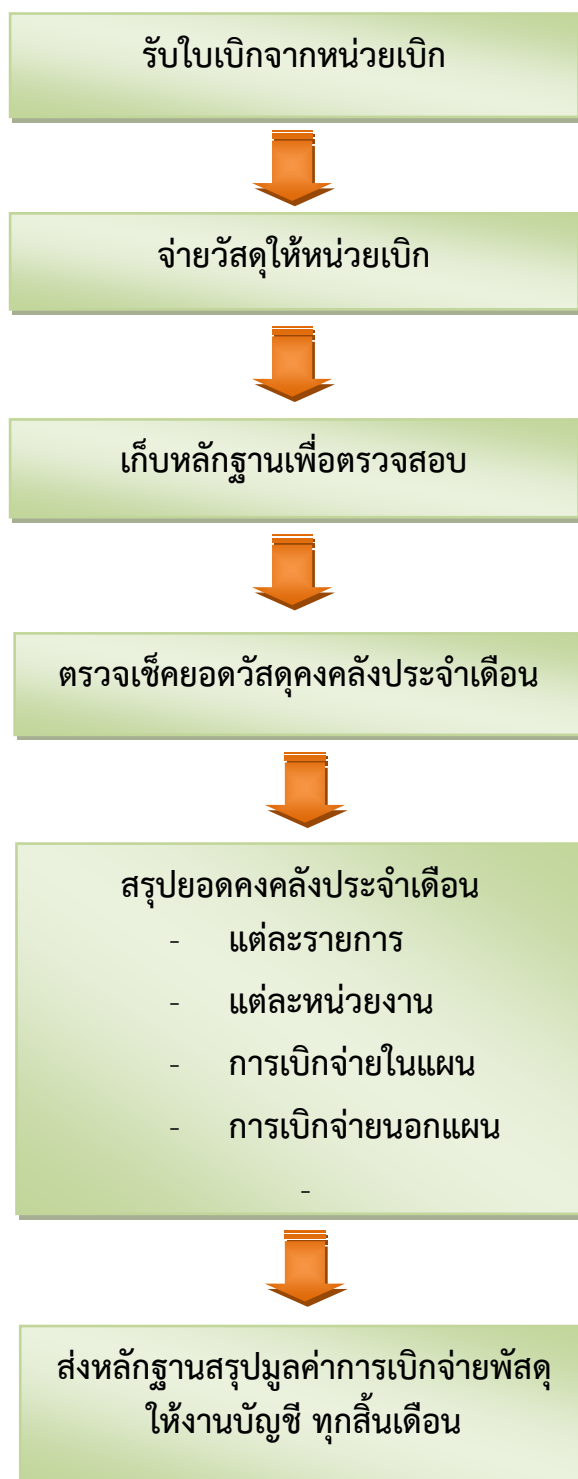 รับใบเบิกจากหน่วยเบิก
จ่ายวัสดุให้หน่วยเบิก
เก็บหลักฐานเพื่อตรวจสอบ
ตรวจเช็คยอดวัสดุคงคลังประจำเดือน
สรุปยอดคงคลังประจำเดือน
- แต่ละรายการ
- แต่ละหน่วยงาน
- การเบิกจ่ายในแผน
- การเบิกจ่ายนอกแผน
-
ส่งหลักฐานสรุปมูลค่าการเบิกจ่ายพัสดุ
ให้งานบัญชี ทุกสิ้นเดือน